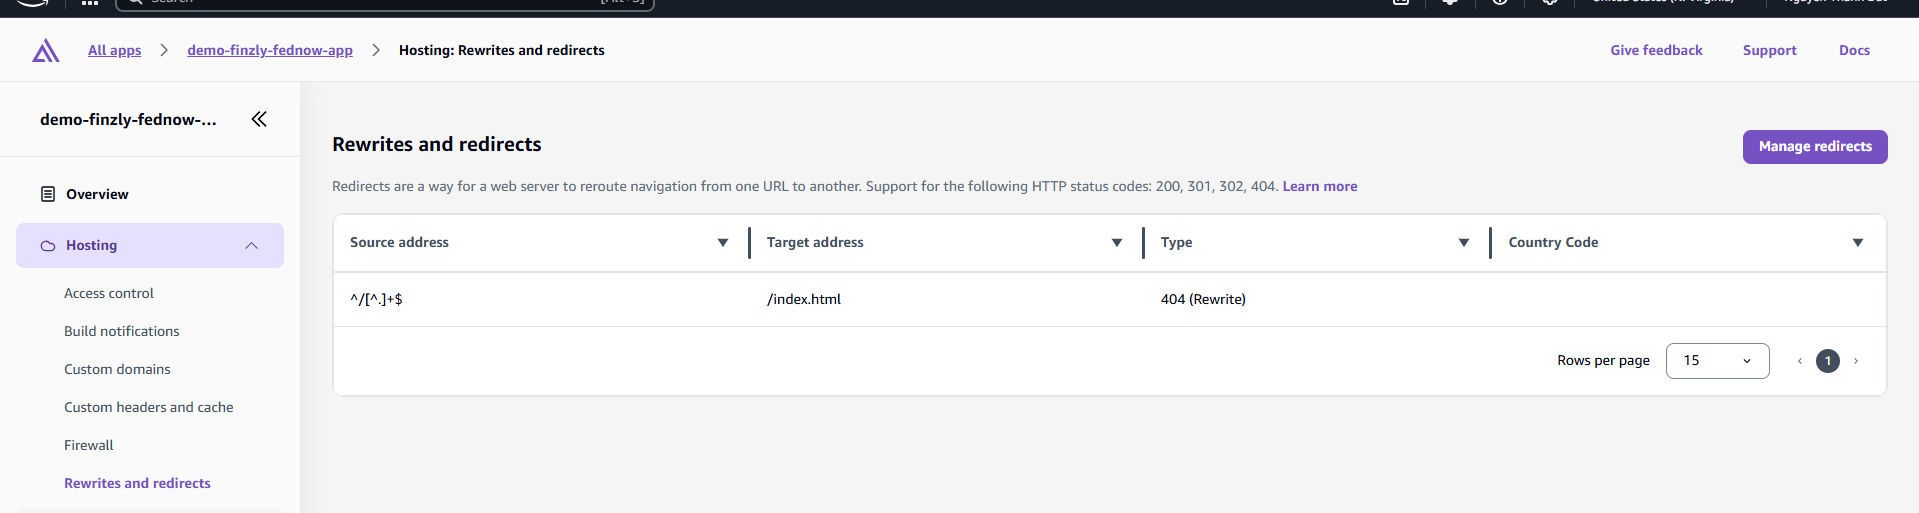 All apps > demo-finzly-fednow-app > Hosting: Rewrites and redirects
Give feedback Support Docs
demo-finzly-fednow-...
Overview
Hosting
Access control
Build notifications
Custom domains
Custom headers and cache
Firewall
Rewrites and redirects
Rewrites and redirects
Manage redirects
Redirects are a way for a web server to reroute navigation from one URL to another. Support for the following HTTP status codes: 200, 301, 302, 404. Learn more
Source address Target address Type Country Code
^/[^.]+$ /index.html 404 (Rewrite)
Rows per page 15 ‹ 1 ›